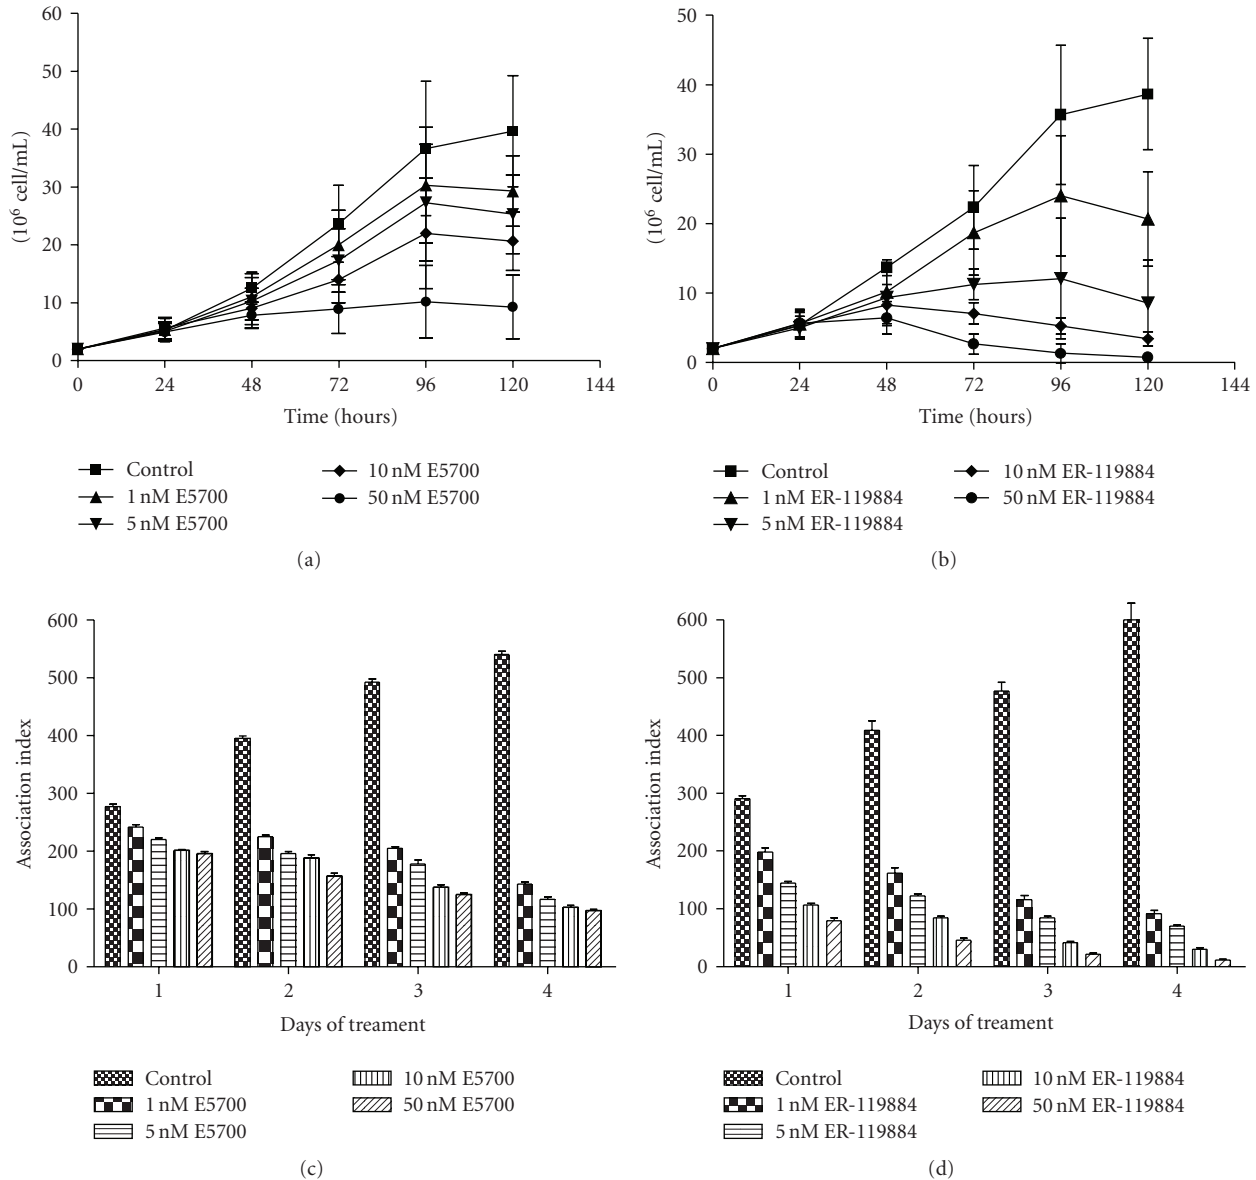 60
50
40
30
20
10
0
(10⁶ cell/mL)
0 24 48 72 96 120 144
Time (hours)
Control
1 nM E5700
5 nM E5700
10 nM E5700
50 nM E5700
(a)
50
40
30
20
10
0
(10⁶ cell/mL)
0 24 48 72 96 120 144
Time (hours)
Control
1 nM ER-119884
5 nM ER-119884
10 nM ER-119884
50 nM ER-119884
(b)
600
500
400
300
200
100
0
Association index
1 2 3 4
Days of treament
Control
1 nM E5700
5 nM E5700
10 nM E5700
50 nM E5700
(c)
600
500
400
300
200
100
0
Association index
1 2 3 4
Days of treament
Control
1 nM ER-119884
5 nM ER-119884
10 nM ER-119884
50 nM ER-119884
(d)